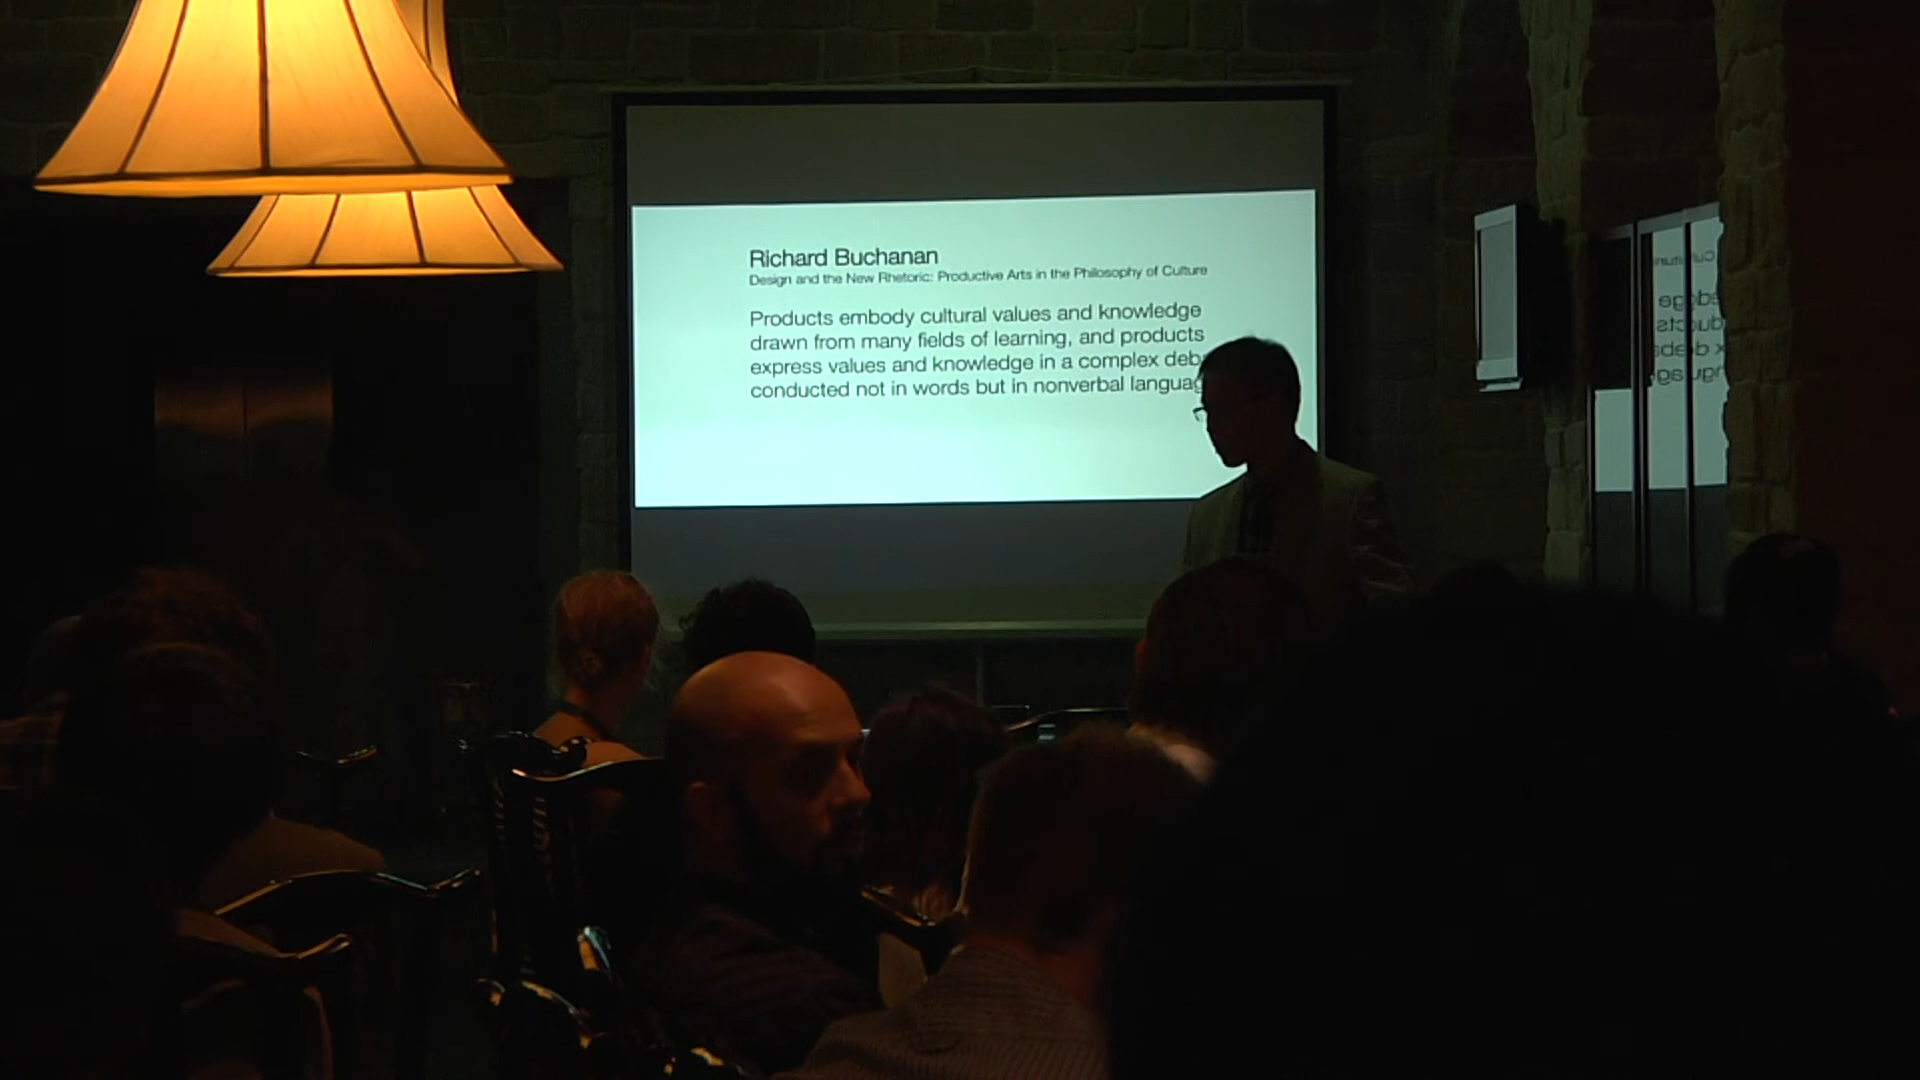 Richard Buchanan
Design and the New Rhetoric: Productive Arts in the Philosophy of Culture
Products embody cultural values and knowledge
drawn from many fields of learning, and products
express values and knowledge in a complex
conducted not in words but in nonverbal